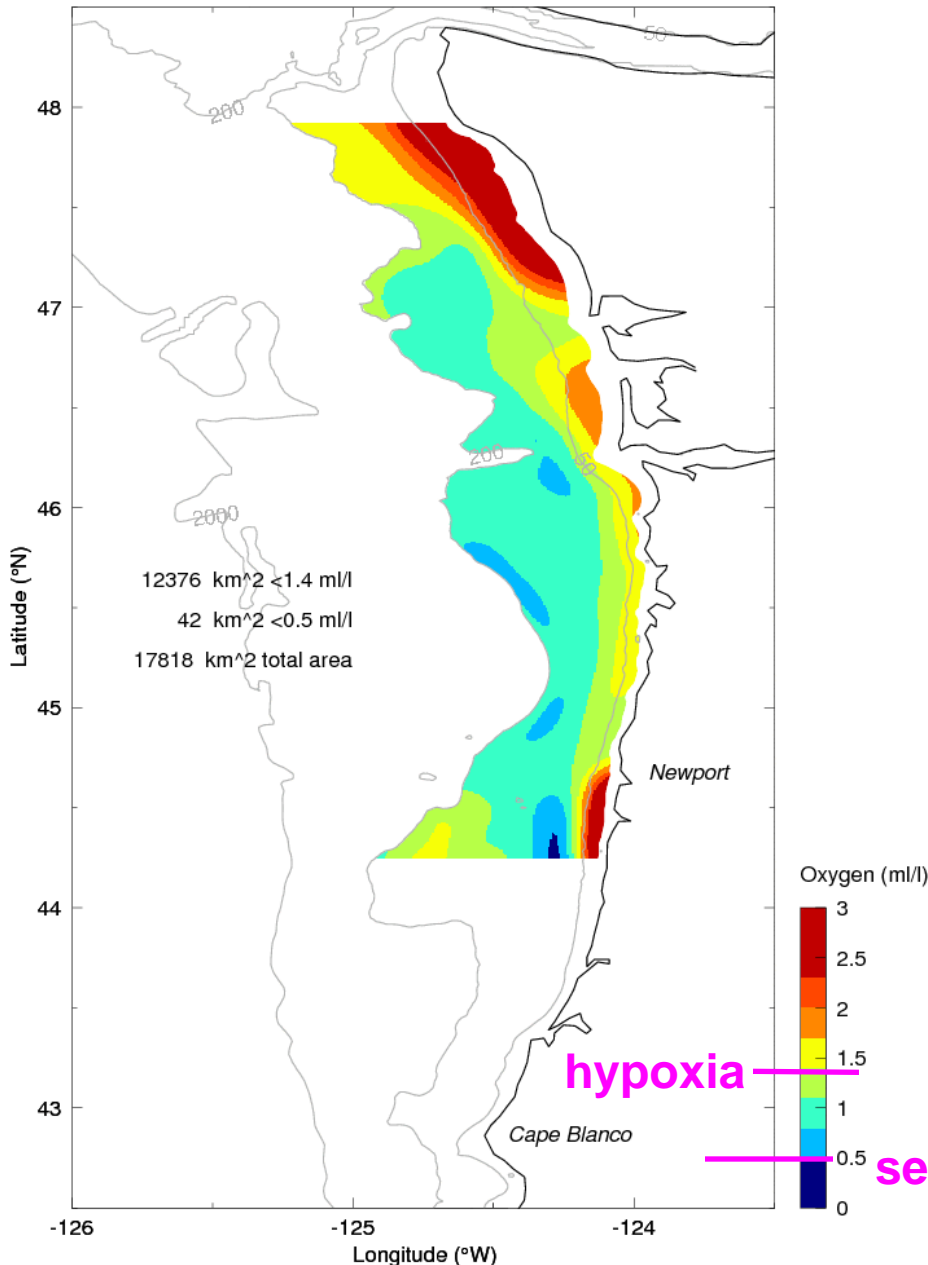 50
48
200
47
200
50
46
2000
12376 km^2 <1.4 ml/l
42 km^2 <0.5 ml/l
17818 km^2 total area
Latitude (°N)
45
Newport
44
Oxygen (ml/l)
3
2.5
2
1.5
hypoxia
43
1
Cape Blanco
0.5
se
0
-126
-125
-124
Longitude (°W)